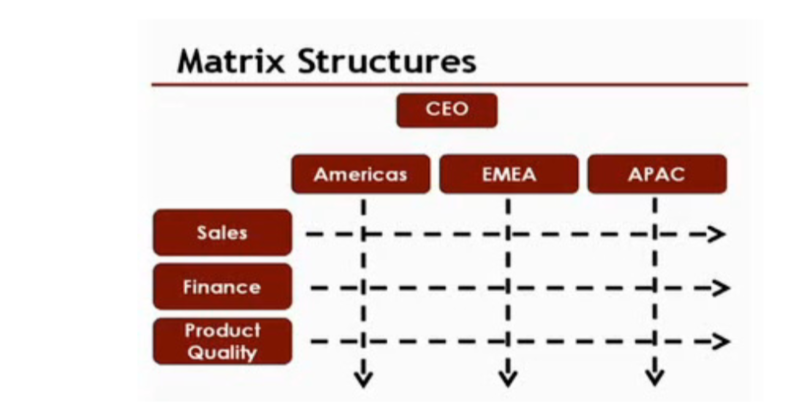 Matrix Structures
CEO
Americas
EMEA
APAC
Sales
Finance
Product
Quality